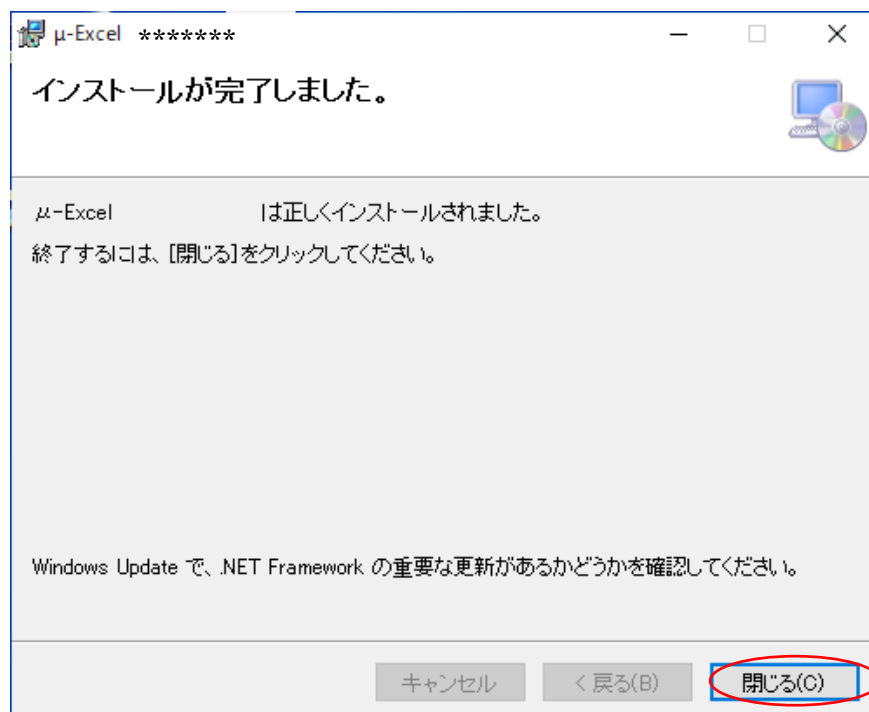 μ-Excel *******
インストールが完了しました。
μ-Excel は正しくインストールされました。
終了するには、[閉じる]をクリックしてください。
Windows Update で、.NET Framework の重要な更新があるかどうかを確認してください。
キャンセル
< 戻る(B)
閉じる(C)